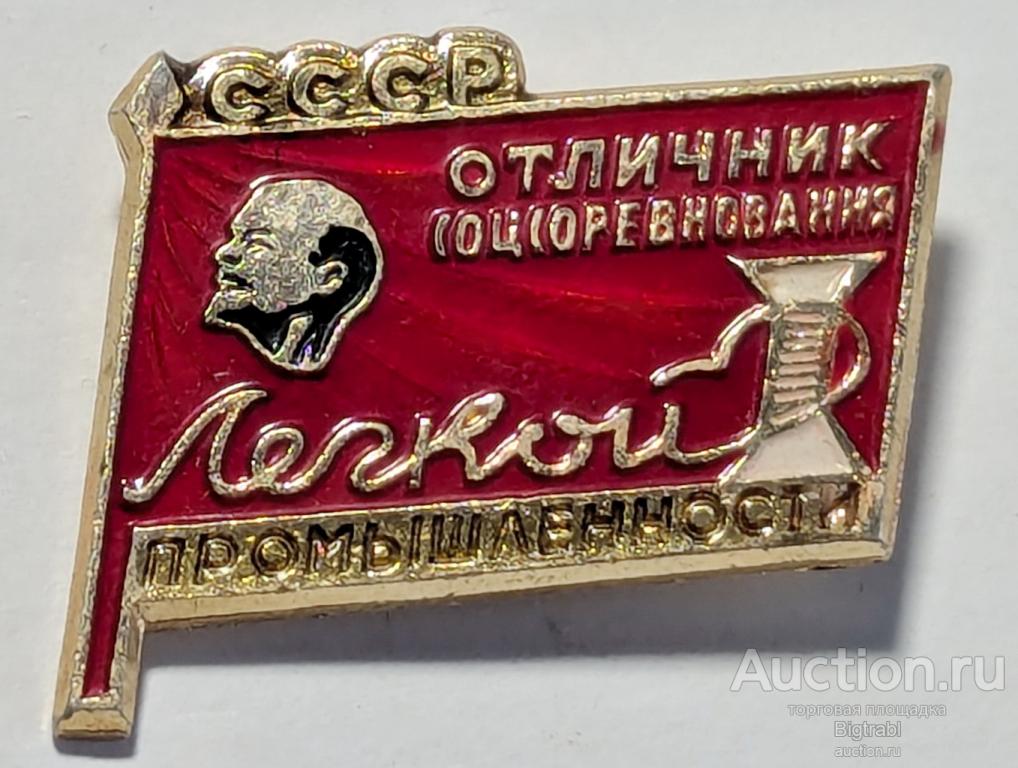 СССР
ОТЛИЧНИК
СОЦСОРЕВНОВАНИЯ
Легкой
ПРОМЫШЛЕННОСТИ
Auction.ru
торговая площадка
Bigtrabl
auction.ru